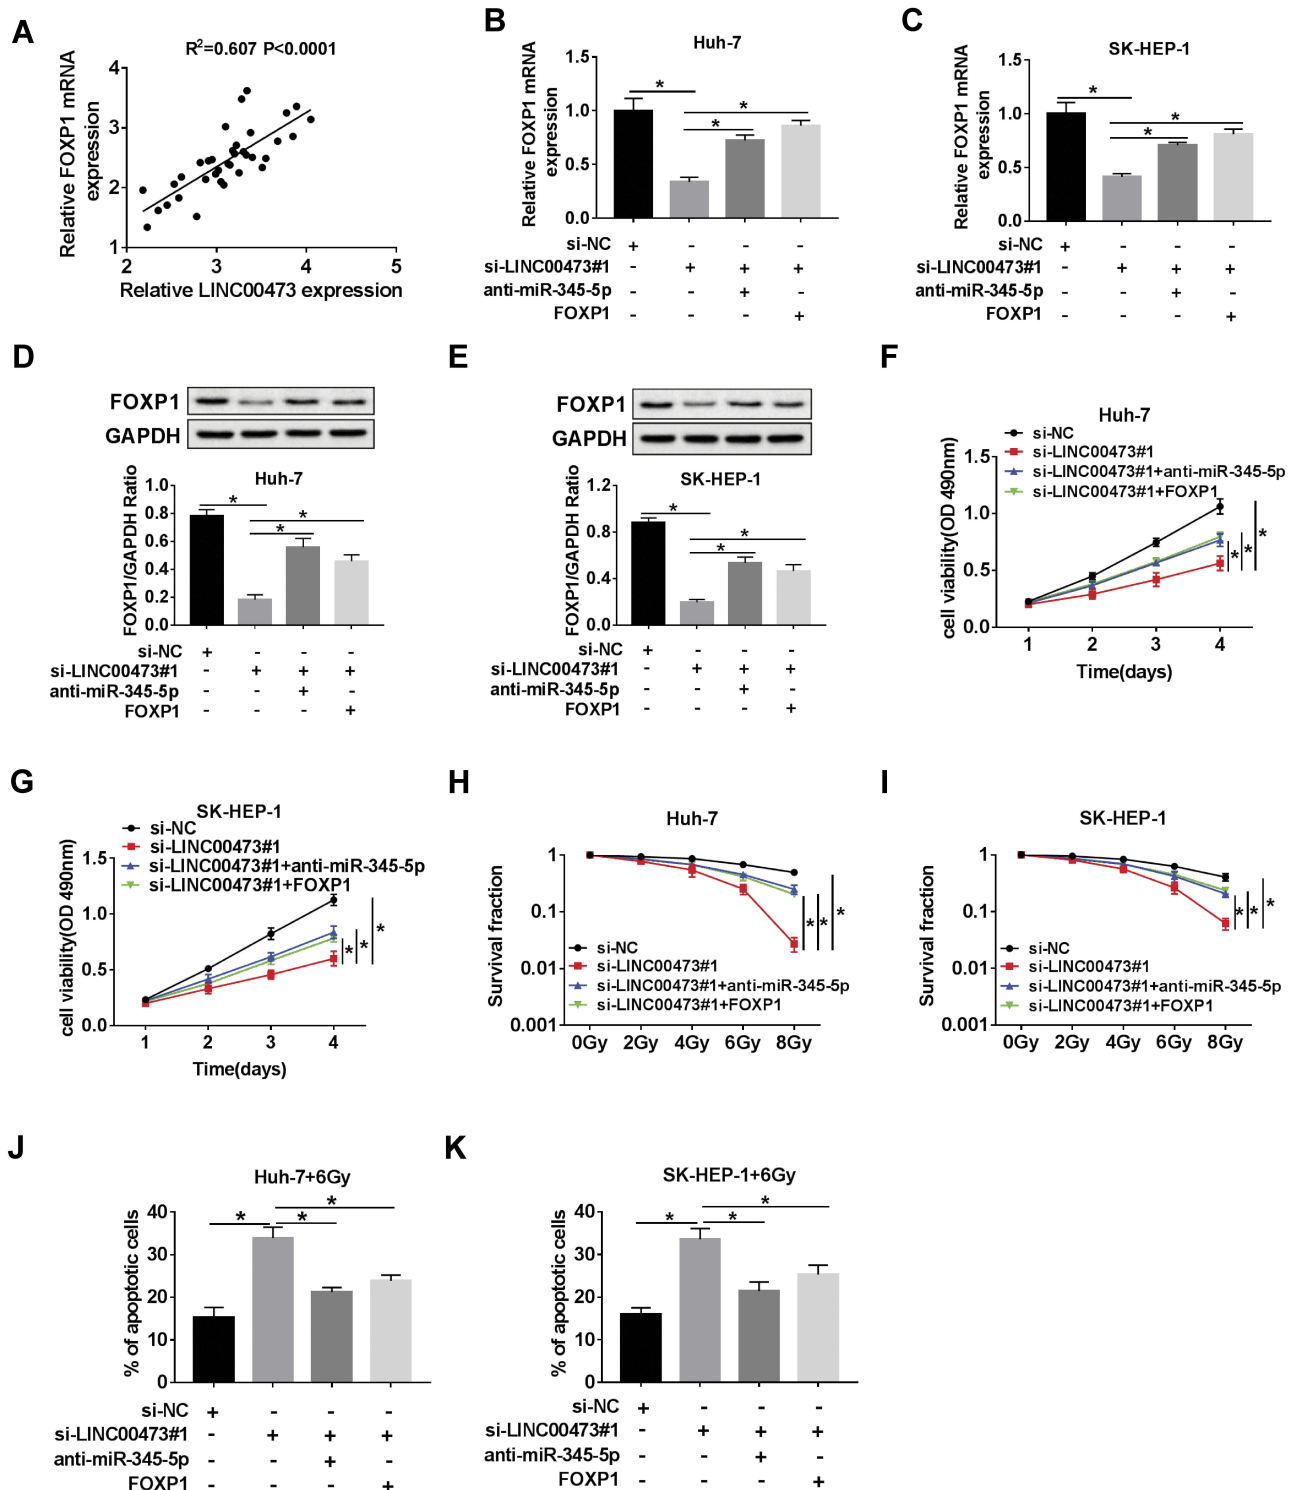 A
R²=0.607 P<0.0001
Relative FOXP1 mRNA
expression
4
3
2
1
2 3 4 5
Relative LINC00473 expression
B
Huh-7
Relative FOXP1 mRNA
expression
1.5
1.0
0.5
0.0
* * *
si-NC + - - -
si-LINC00473#1 - + + +
anti-miR-345-5p - - + -
FOXP1 - - - +
C
SK-HEP-1
Relative FOXP1 mRNA
expression
1.5
1.0
0.5
0.0
* * *
si-NC + - - -
si-LINC00473#1 - + + +
anti-miR-345-5p - - + -
FOXP1 - - - +
D
FOXP1
GAPDH
Huh-7
FOXP1/GAPDH Ratio
1.0
0.8
0.6
0.4
0.2
0.0
* * *
si-NC + - - -
si-LINC00473#1 - + + +
anti-miR-345-5p - - + -
FOXP1 - - - +
E
FOXP1
GAPDH
SK-HEP-1
FOXP1/GAPDH Ratio
1.2
0.8
0.4
0.0
* * *
si-NC + - - -
si-LINC00473#1 - + + +
anti-miR-345-5p - - + -
FOXP1 - - - +
F
Huh-7
si-NC
si-LINC00473#1
si-LINC00473#1+anti-miR-345-5p
si-LINC00473#1+FOXP1
cell viability(OD 490nm)
1.5
1.0
0.5
0.0
* * *
1 2 3 4
Time(days)
G
SK-HEP-1
si-NC
si-LINC00473#1
si-LINC00473#1+anti-miR-345-5p
si-LINC00473#1+FOXP1
cell viability(OD 490nm)
1.5
1.0
0.5
0.0
* * *
1 2 3 4
Time(days)
H
Huh-7
Survival fraction
1
0.1
0.01
0.001
* * *
si-NC
si-LINC00473#1
si-LINC00473#1+anti-miR-345-5p
si-LINC00473#1+FOXP1
0Gy 2Gy 4Gy 6Gy 8Gy
I
SK-HEP-1
Survival fraction
1
0.1
0.01
0.001
* * *
si-NC
si-LINC00473#1
si-LINC00473#1+anti-miR-345-5p
si-LINC00473#1+FOXP1
0Gy 2Gy 4Gy 6Gy 8Gy
J
Huh-7+6Gy
% of apoptotic cells
40
30
20
10
0
* * *
si-NC + - - -
si-LINC00473#1 - + + +
anti-miR-345-5p - - + -
FOXP1 - - - +
K
SK-HEP-1+6Gy
% of apoptotic cells
40
30
20
10
0
* * *
si-NC + - - -
si-LINC00473#1 - + + +
anti-miR-345-5p - - + -
FOXP1 - - - +